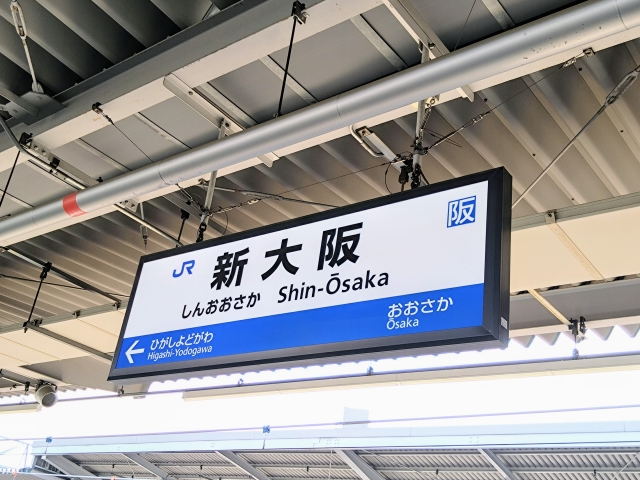 JR 新大阪 阪
しんおおさか Shin-Ōsaka
← ひがしよどがわ おおさか
Higashi-Yodogawa Ōsaka